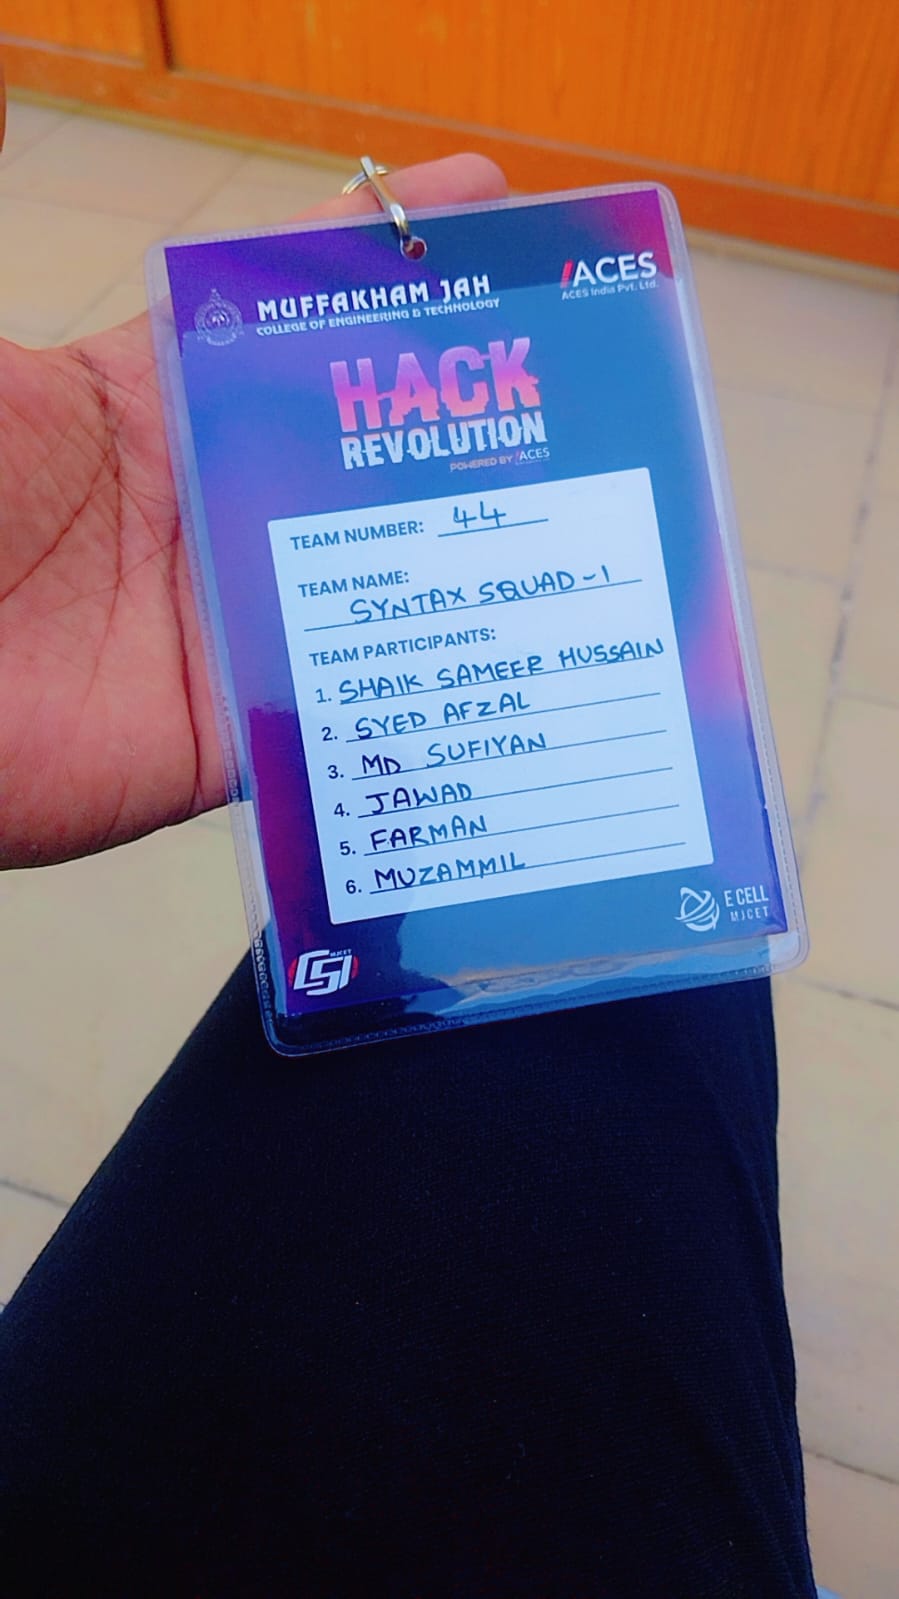 MUFFAKHAM JAH
COLLEGE OF ENGINEERING & TECHNOLOGY
ACES
ACES India Pvt. Ltd.
HACK
REVOLUTION
POWERED BY ACES
TEAM NUMBER: 44
TEAM NAME:
SYNTAX SQUAD-1
TEAM PARTICIPANTS:
1. SHAIK SAMEER HUSSAIN
2. SYED AFZAL
3. MD SUFIYAN
4. JAWAD
5. FARMAN
6. MUZAMMIL
E CELL
MJCET
MJCET
CSI